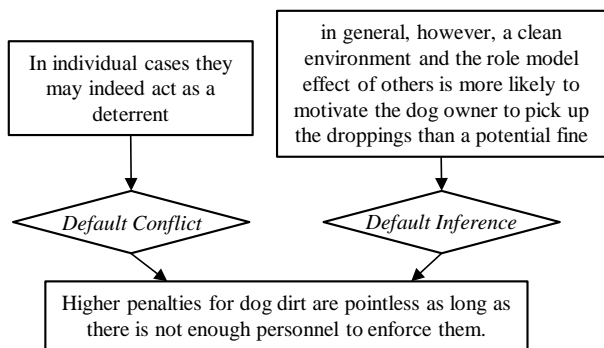 In individual cases they
may indeed act as a
deterrent
in general, however, a clean
environment and the role model
effect of others is more likely to
motivate the dog owner to pick up
the droppings than a potential fine
Default Conflict
Default Inference
Higher penalties for dog dirt are pointless as long as
there is not enough personnel to enforce them.